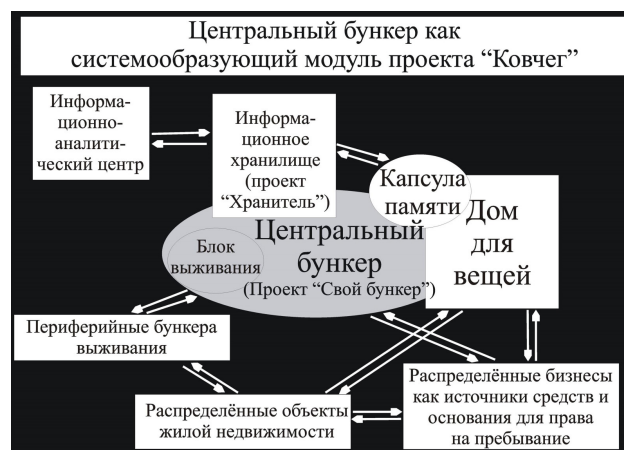 Центральный бункер как
системообразующий модуль проекта “Ковчег”
Информа-
ционно-
аналити-
ческий центр
Информа-
ционное
хранилище
(проект
“Хранитель”)
Капсула
памяти
Дом
для
вещей
Центральный
бункер
(Проект “Свой бункер”)
Блок
выживания
Периферийные бункера
выживания
Распределённые объекты
жилой недвижимости
Распределённые бизнесы
как источники средств и
основания для права
на пребывание